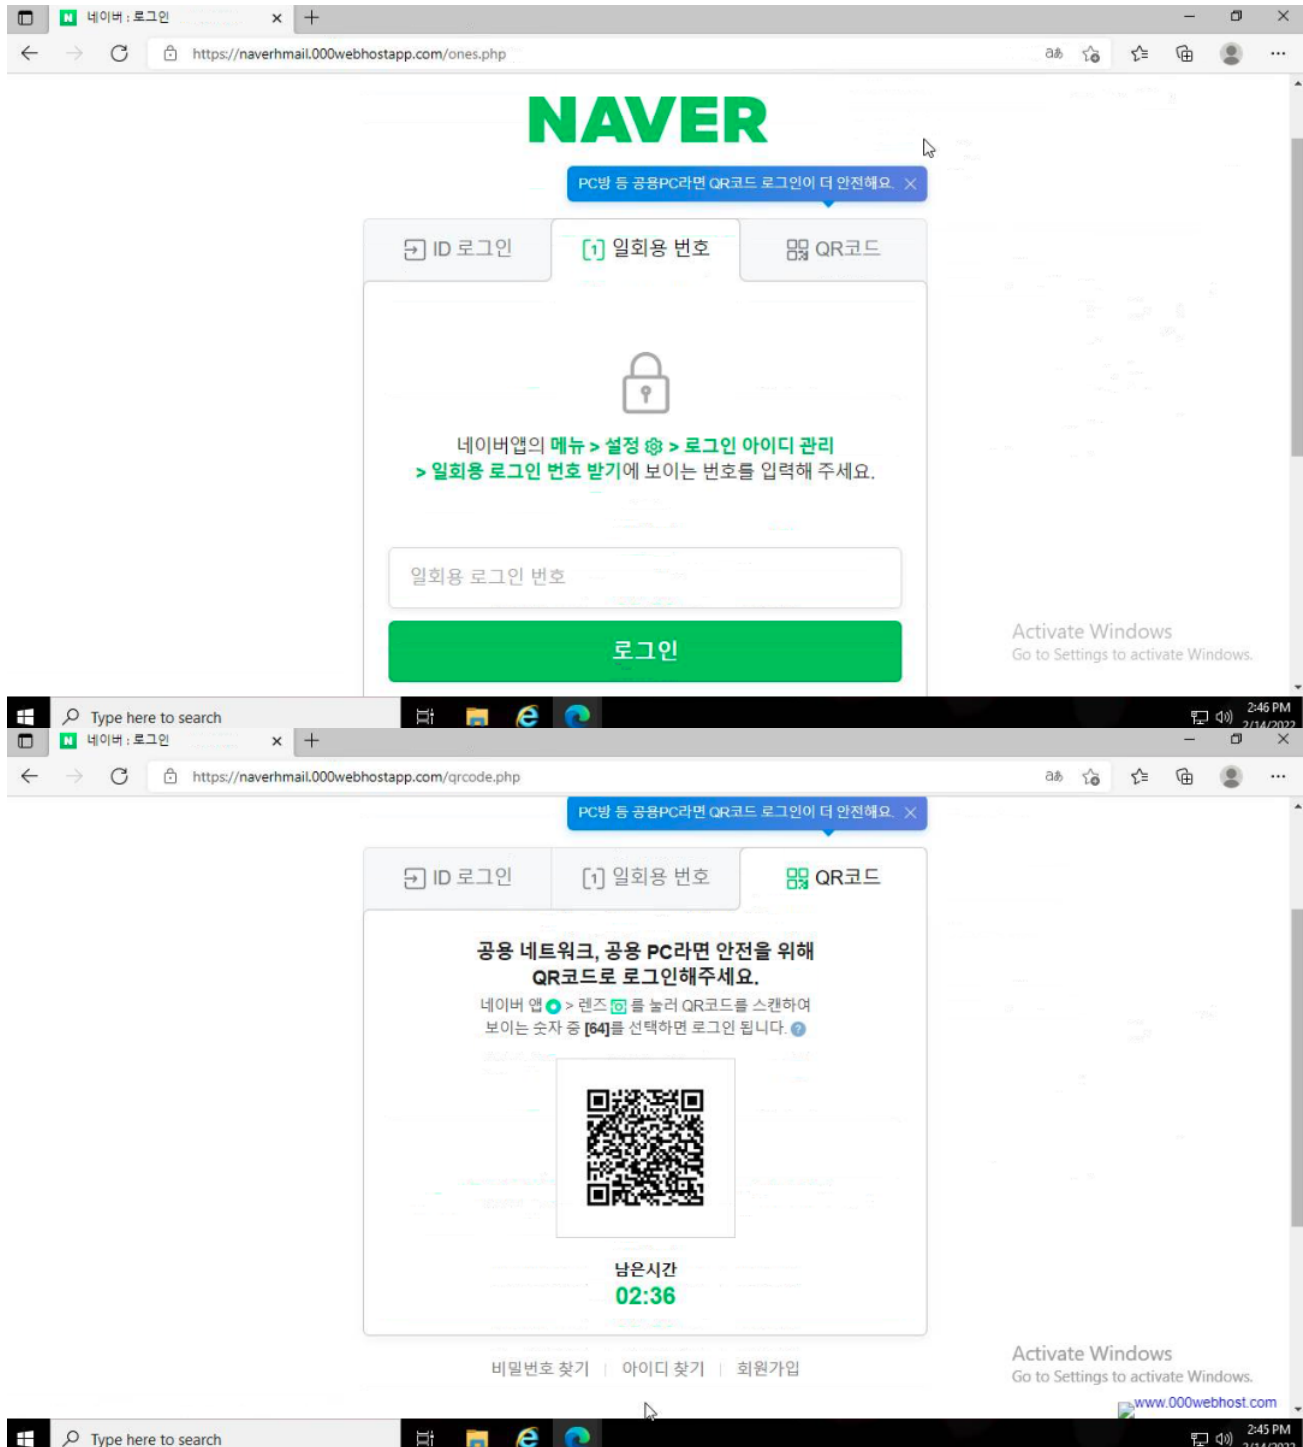 네이버 : 로그인
https://naverhmail.000webhostapp.com/ones.php
NAVER
PC방 등 공용PC라면 QR코드 로그인이 더 안전해요.
ID 로그인
[1] 일회용 번호
QR코드
네이버앱의 메뉴 > 설정 > 로그인 아이디 관리
> 일회용 로그인 번호 받기에 보이는 번호를 입력해 주세요.
일회용 로그인 번호
로그인
Activate Windows
Go to Settings to activate Windows.
Type here to search
2:46 PM
2/14/2022
네이버 : 로그인
https://naverhmail.000webhostapp.com/qrcode.php
PC방 등 공용PC라면 QR코드 로그인이 더 안전해요.
ID 로그인
[1] 일회용 번호
QR코드
공용 네트워크, 공용 PC라면 안전을 위해
QR코드로 로그인해주세요.
네이버 앱 > 렌즈 를 눌러 QR코드를 스캔하여
보이는 숫자 중 [64]를 선택하면 로그인 됩니다. ?
남은시간
02:36
비밀번호 찾기 | 아이디 찾기 | 회원가입
Activate Windows
Go to Settings to activate Windows.
www.000webhost.com
Type here to search
2:45 PM
2/14/2022